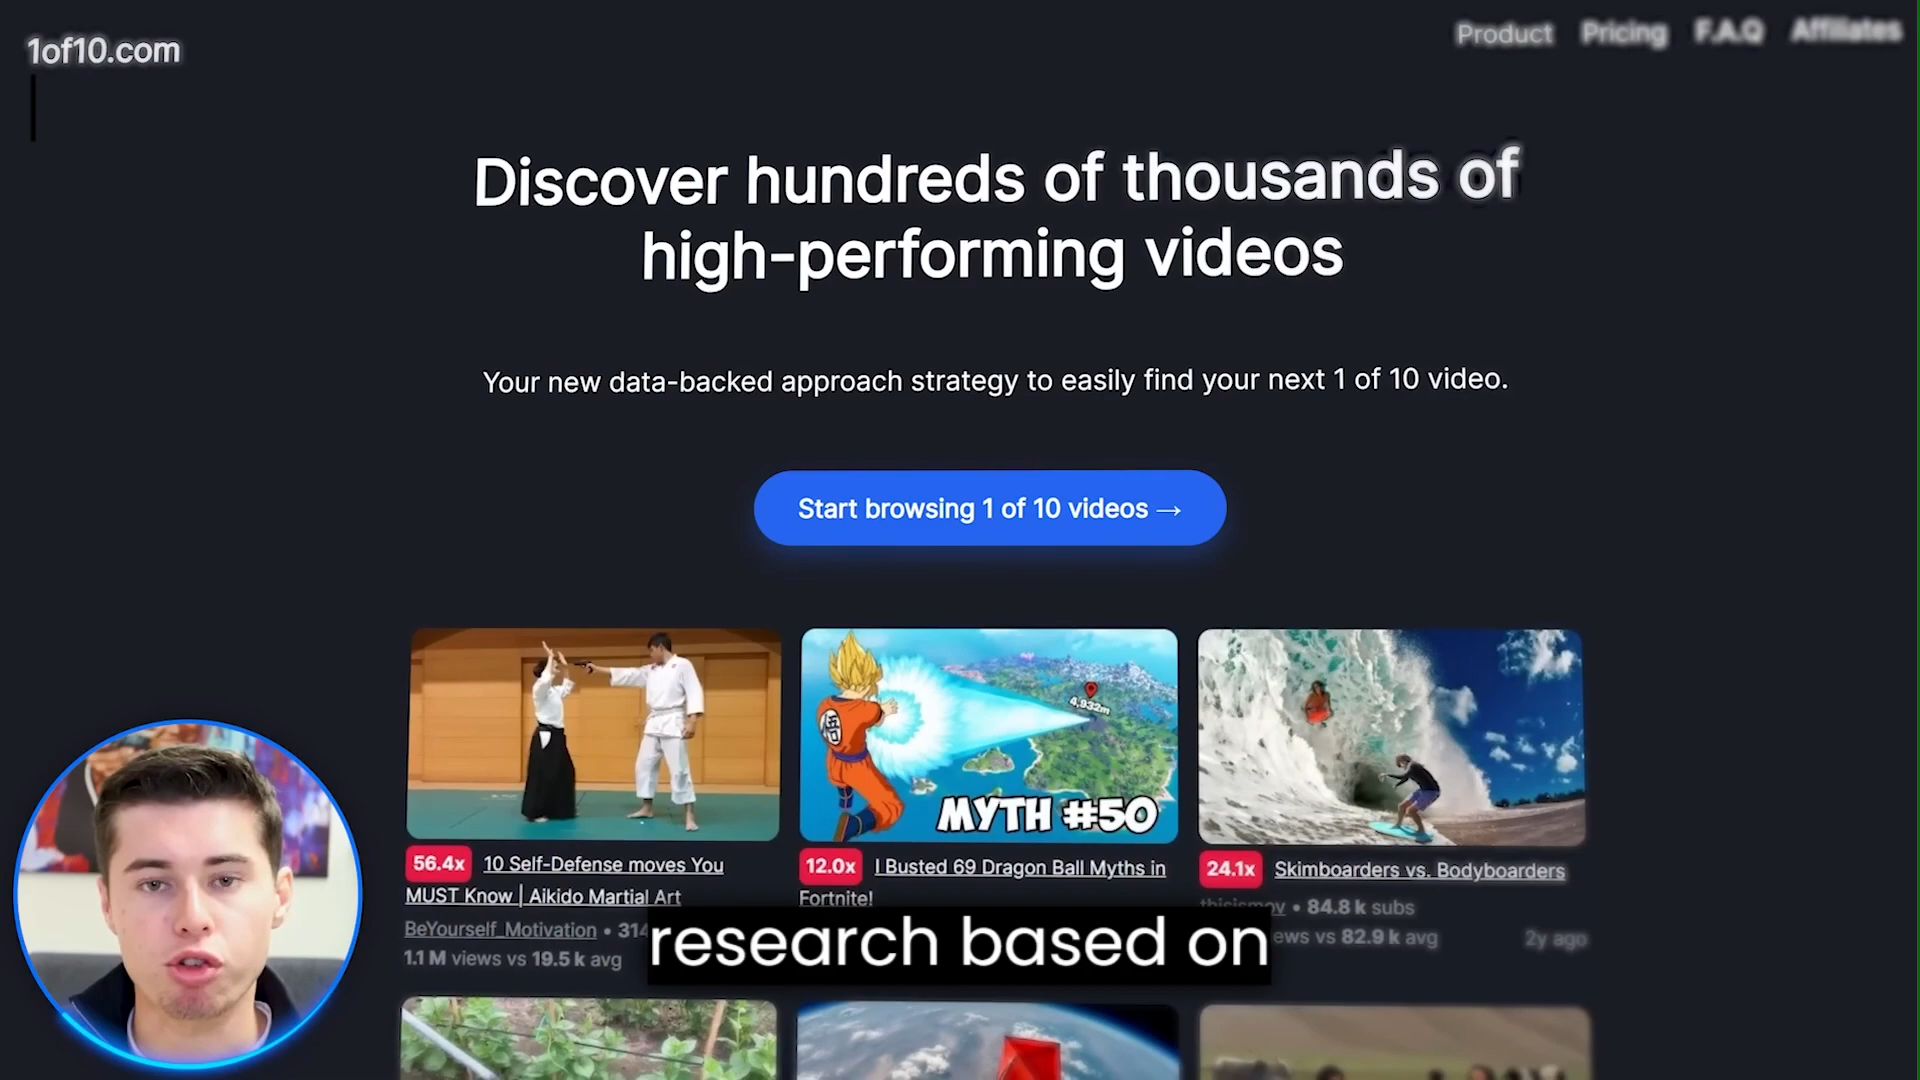 1of10.com
Product Pricing F.A.Q Affiliates
Discover hundreds of thousands of
high-performing videos
Your new data-backed approach strategy to easily find your next 1 of 10 video.
Start browsing 1 of 10 videos →
4,932m
MYTH #50
56.4x 10 Self-Defense moves You
MUST Know | Aikido Martial Art
BeYourself_Motivation • 314
1.1 M views vs 19.5 k avg
12.0x I Busted 69 Dragon Ball Myths in
Fortnite!
24.1x Skimboarders vs. Bodyboarders
• 84.8 k subs
vs 82.9 k avg 2y ago
research based on